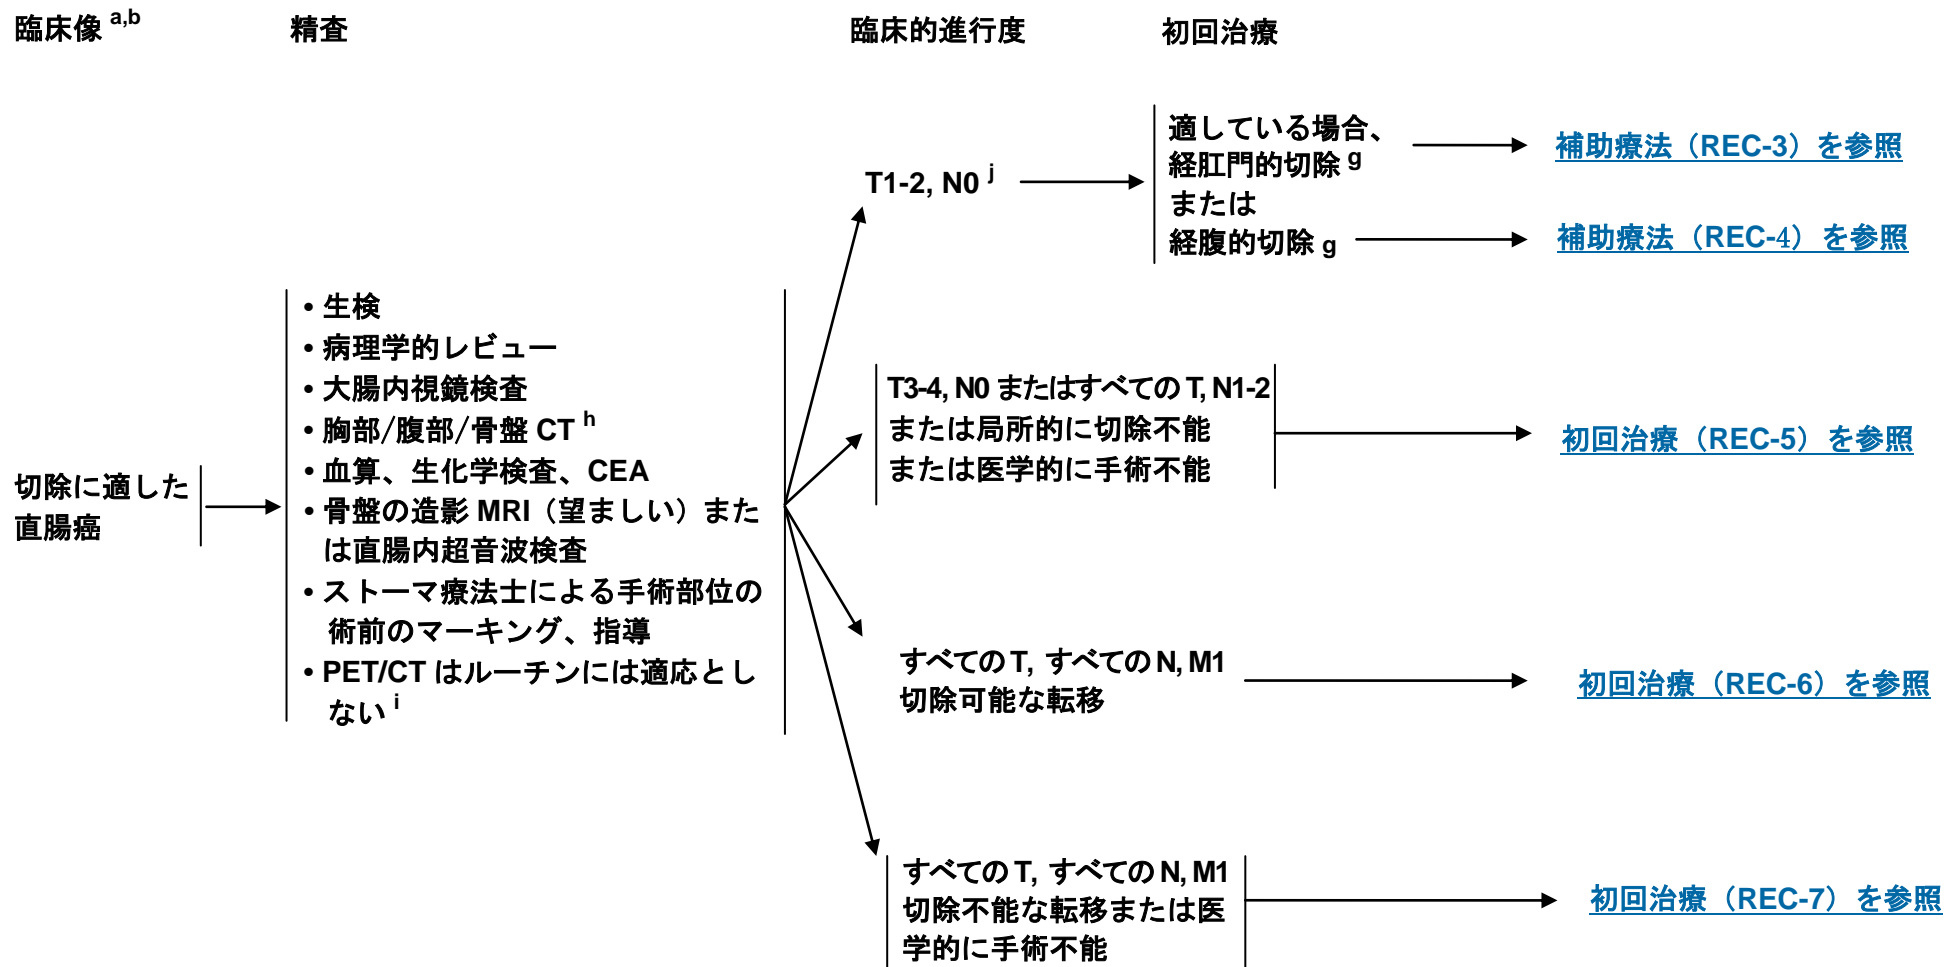 臨床像 a,b
精査
臨床的進行度
初回治療
切除に適した
直腸癌
• 生検
• 病理学的レビュー
• 大腸内視鏡検査
• 胸部/腹部/骨盤 CT h
• 血算、生化学検査、CEA
• 骨盤の造影 MRI（望ましい）また
は直腸内超音波検査
• ストーマ療法士による手術部位の
術前のマーキング、指導
• PET/CT はルーチンには適応とし
ない i
T1-2, N0 j
適している場合、
経肛門的切除 g
または
経腹的切除 g
補助療法（REC-3）を参照
補助療法（REC-4）を参照
T3-4, N0 またはすべての T, N1-2
または局所的に切除不能
または医学的に手術不能
初回治療（REC-5）を参照
すべての T, すべての N, M1
切除可能な転移
初回治療（REC-6）を参照
すべての T, すべての N, M1
切除不能な転移または医
学的に手術不能
初回治療（REC-7）を参照